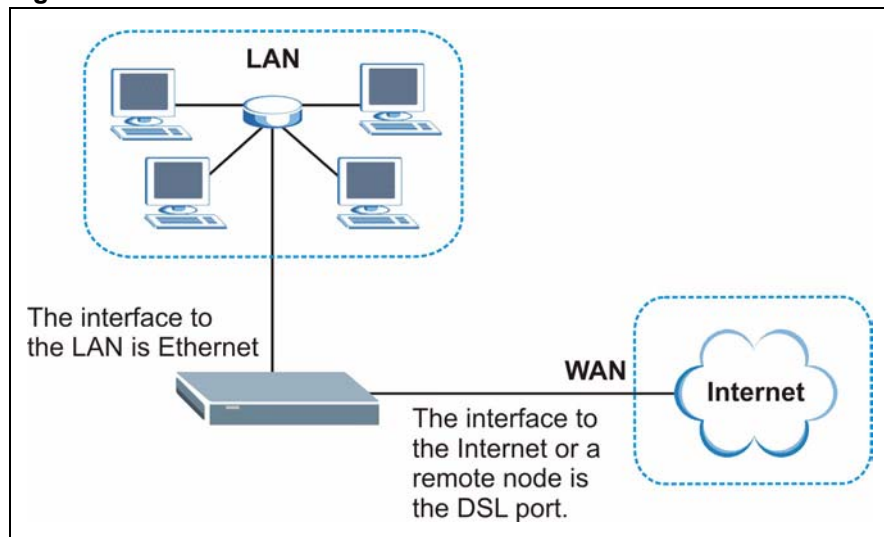 LAN
The interface to
the LAN is Ethernet
WAN
Internet
The interface to
the Internet or a
remote node is
the DSL port.